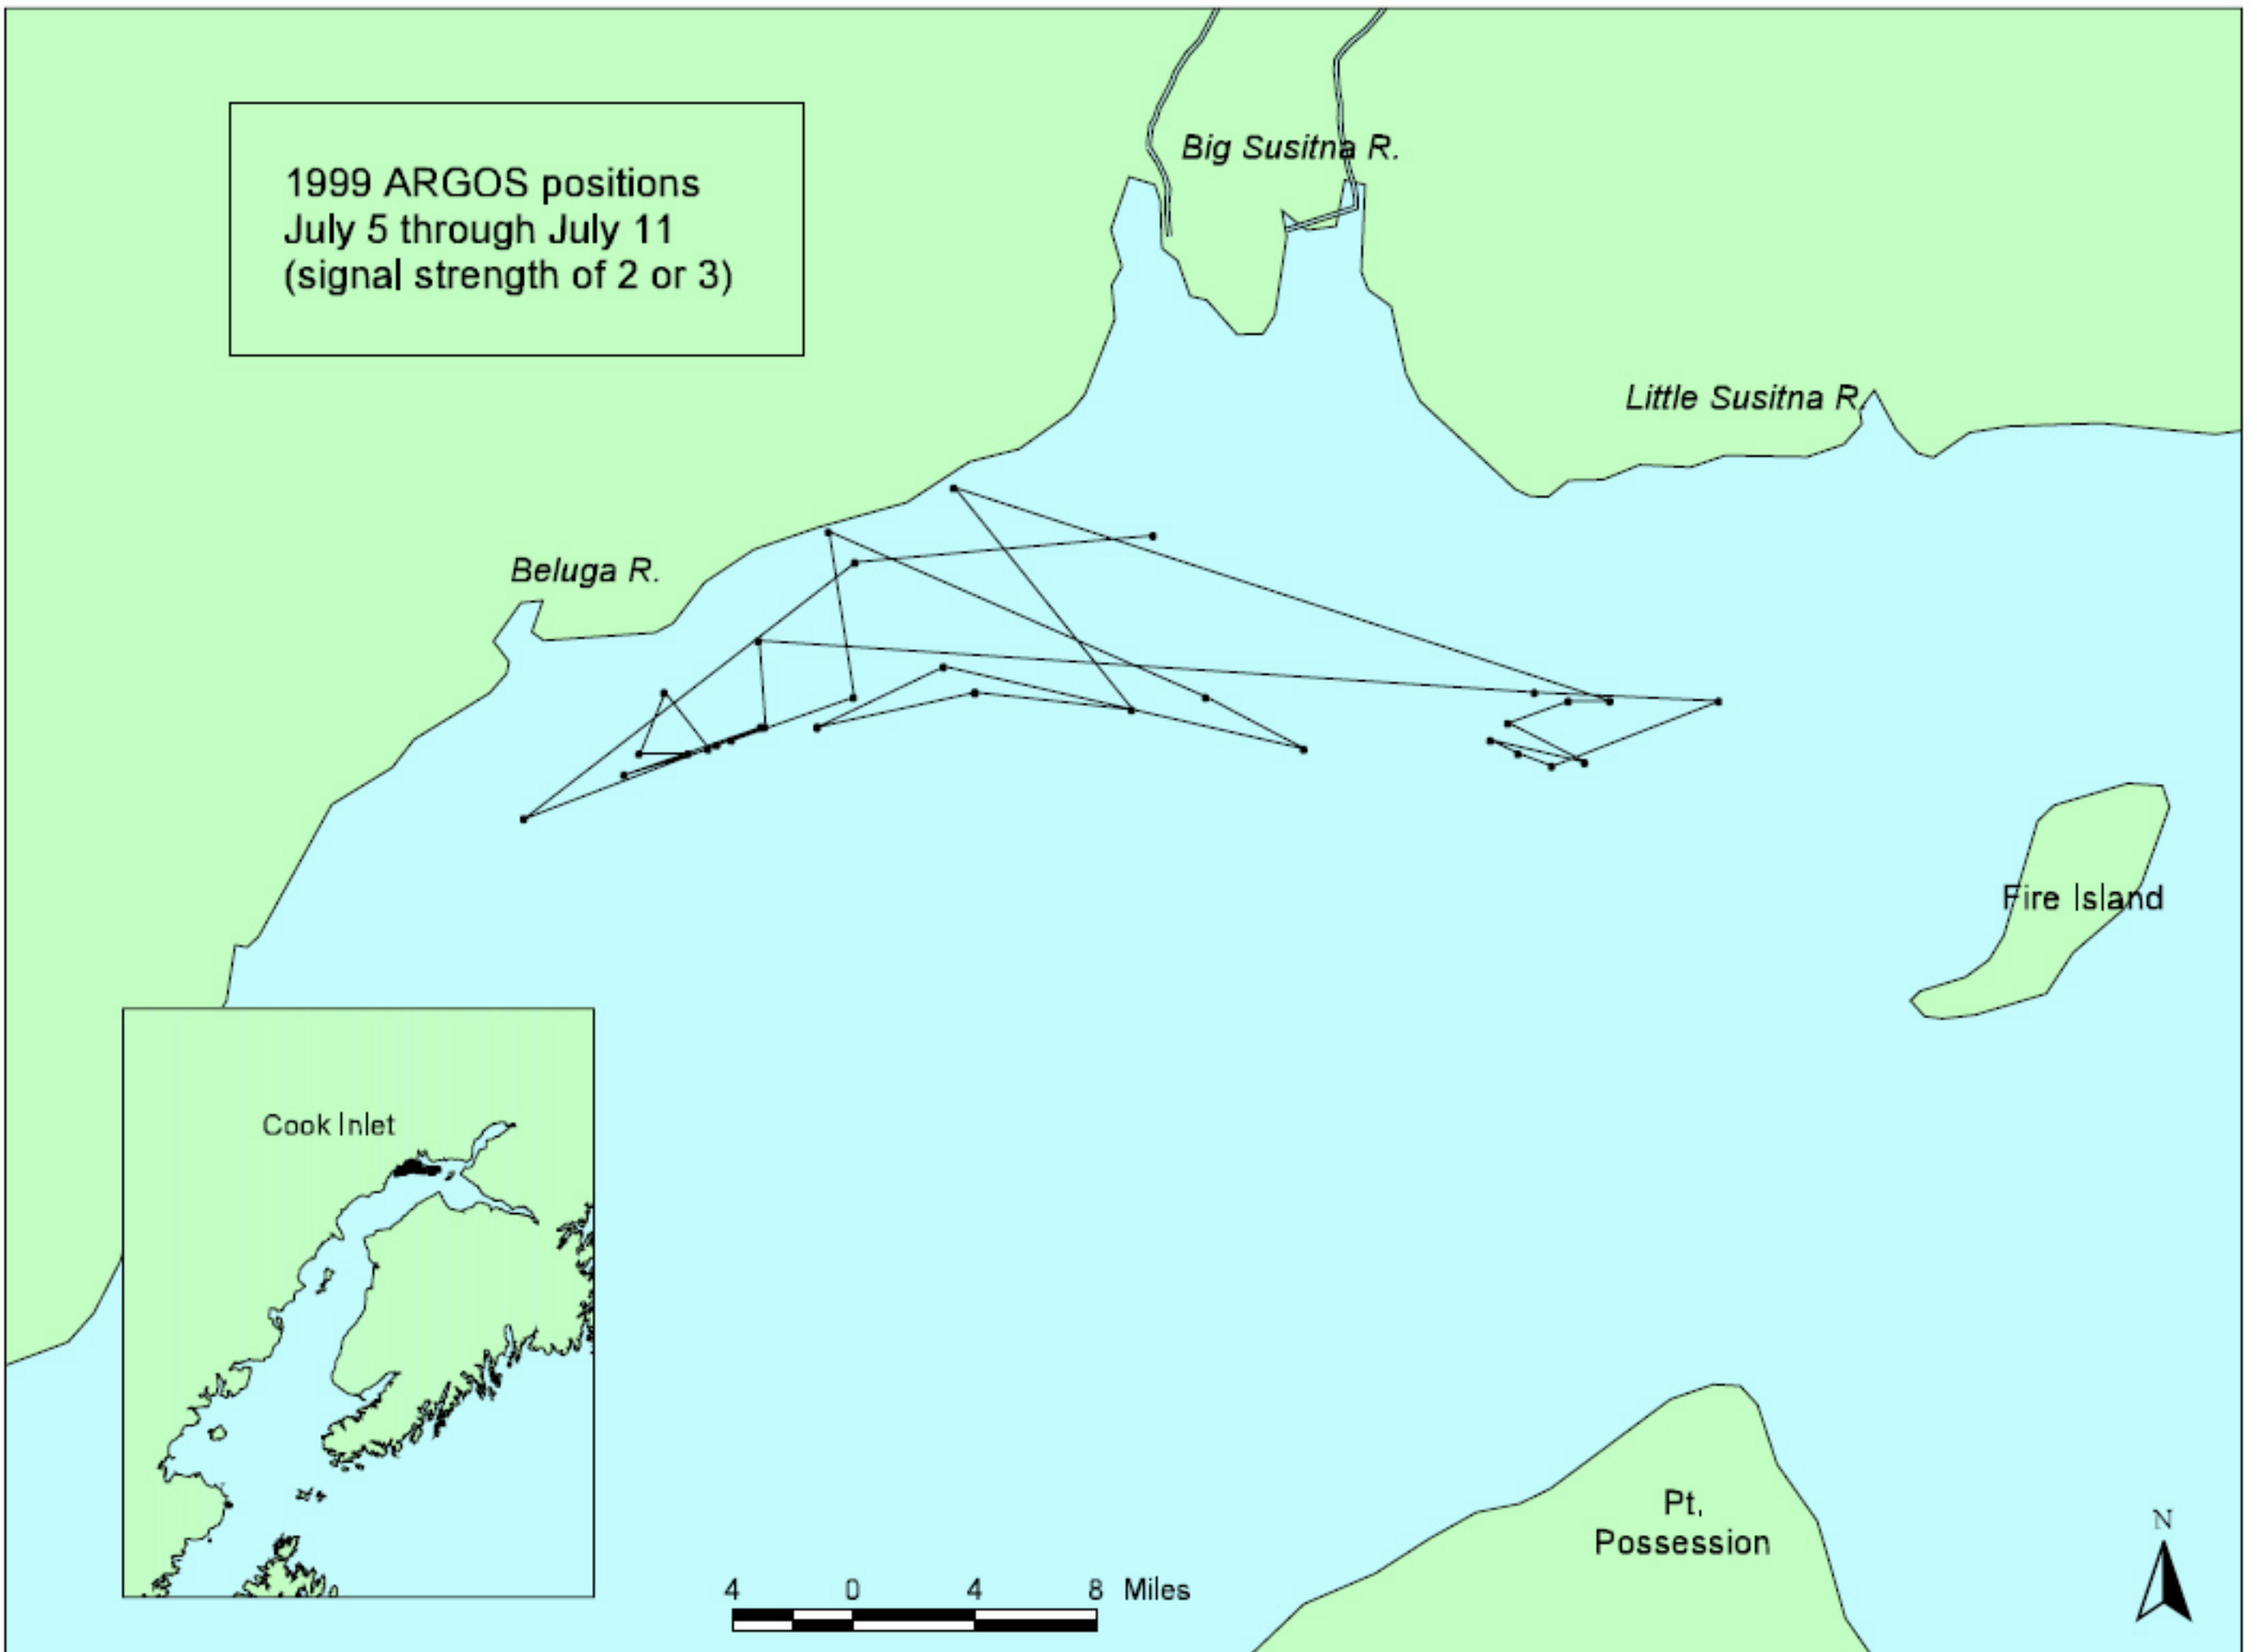 Big Susitna R.
1999 ARGOS positions
July 5 through July 11
(signal strength of 2 or 3)
Little Susitna R.
Beluga R.
Fire Island
Cook Inlet
Pt.
Possession
N
4 0 4 8 Miles